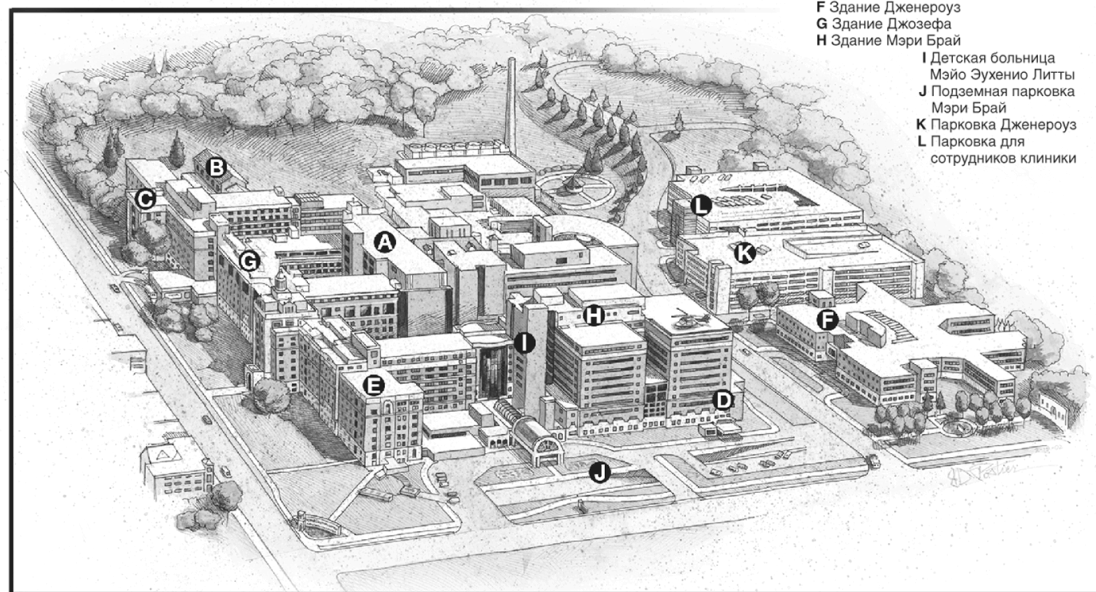 F Здание Дженероуз
G Здание Джозефа
H Здание Мэри Брай
I Детская больница
Мэйо Эухенио Литты
J Подземная парковка
Мэри Брай
K Парковка Дженероуз
L Парковка для
сотрудников клиники
B
C
A
L
G
K
H
F
I
E
D
J